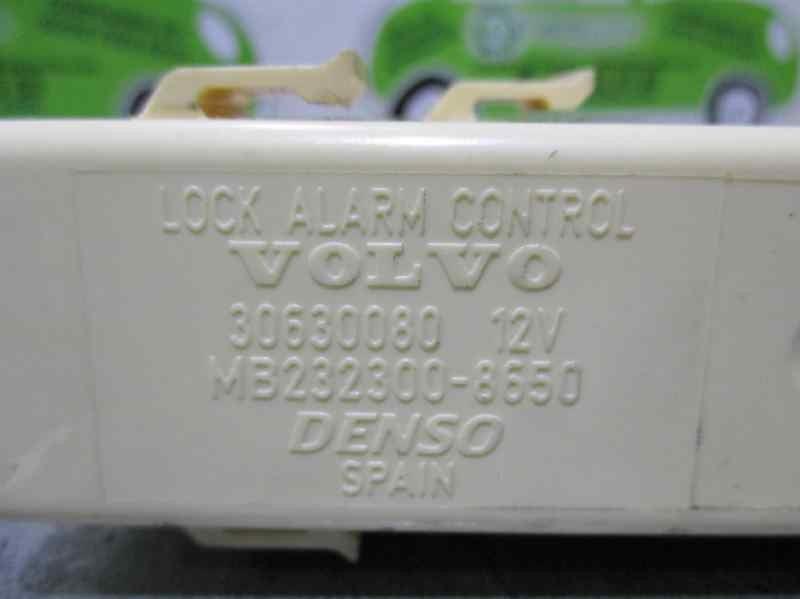 LOCK ALARM CONTROL
VOLVO
30630080 12V
MB232300-8650
DENSO
SPAIN